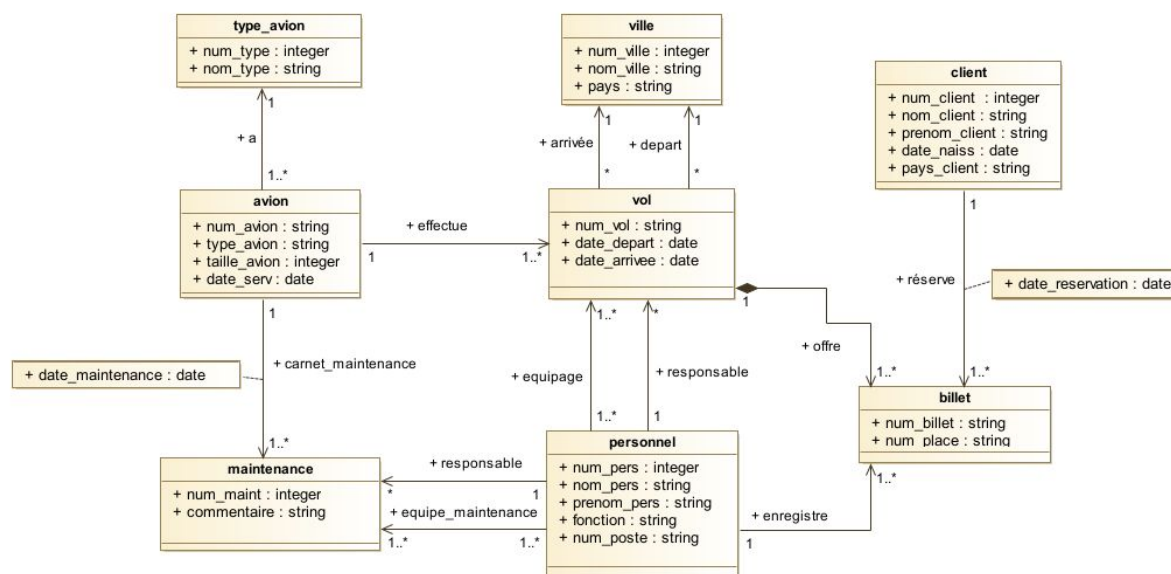 type_avion
+ num_type : integer
+ nom_type : string
ville
+ num_ville : integer
+ nom_ville : string
+ pays : string
client
+ num_client : integer
+ nom_client : string
+ prenom_client : string
+ date_naiss : date
+ pays_client : string
1
+ a
1..*
1
+ arrivée
*
1
+ depart
*
avion
+ num_avion : string
+ type_avion : string
+ taille_avion : integer
+ date_serv : date
+ effectue
1
1..*
vol
+ num_vol : string
+ date_depart : date
+ date_arrivee : date
1
+ réserve
+ date_reservation : date
1..*
1
+ carnet_maintenance
+ date_maintenance : date
1..*
1..*
+ equipage
1..*
*
+ responsable
1
1
+ offre
1..*
billet
+ num_billet : string
+ num_place : string
maintenance
+ num_maint : integer
+ commentaire : string
+ responsable
*
1
+ equipe_maintenance
1..*
1..*
personnel
+ num_pers : integer
+ nom_pers : string
+ prenom_pers : string
+ fonction : string
+ num_poste : string
+ enregistre
1
1..*